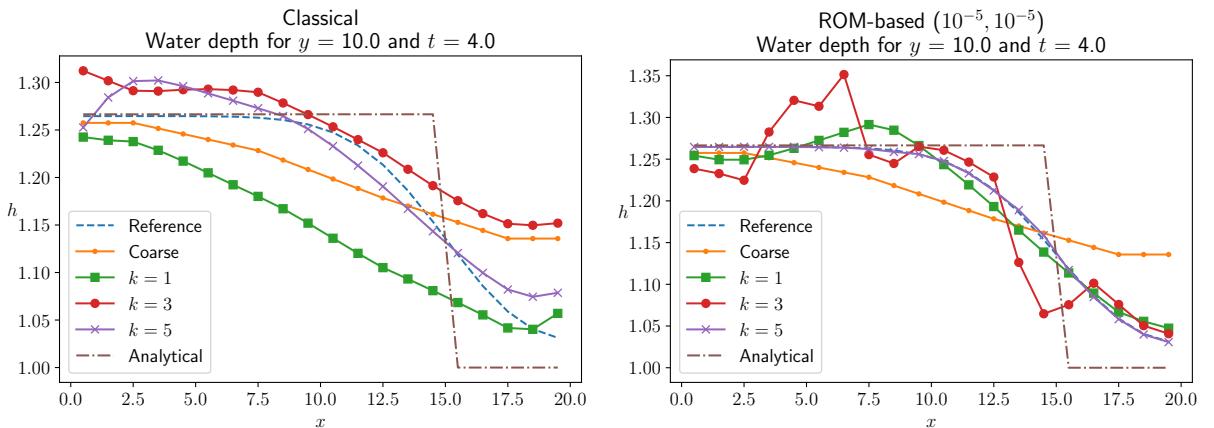 Classical
Water depth for y = 10.0 and t = 4.0
1.30
1.25
1.20
1.15
1.10
1.05
1.00
h
Reference
Coarse
k = 1
k = 3
k = 5
Analytical
0.0 2.5 5.0 7.5 10.0 12.5 15.0 17.5 20.0
x
ROM-based (10⁻⁵, 10⁻⁵)
Water depth for y = 10.0 and t = 4.0
1.35
1.30
1.25
1.20
1.15
1.10
1.05
1.00
h
Reference
Coarse
k = 1
k = 3
k = 5
Analytical
0.0 2.5 5.0 7.5 10.0 12.5 15.0 17.5 20.0
x